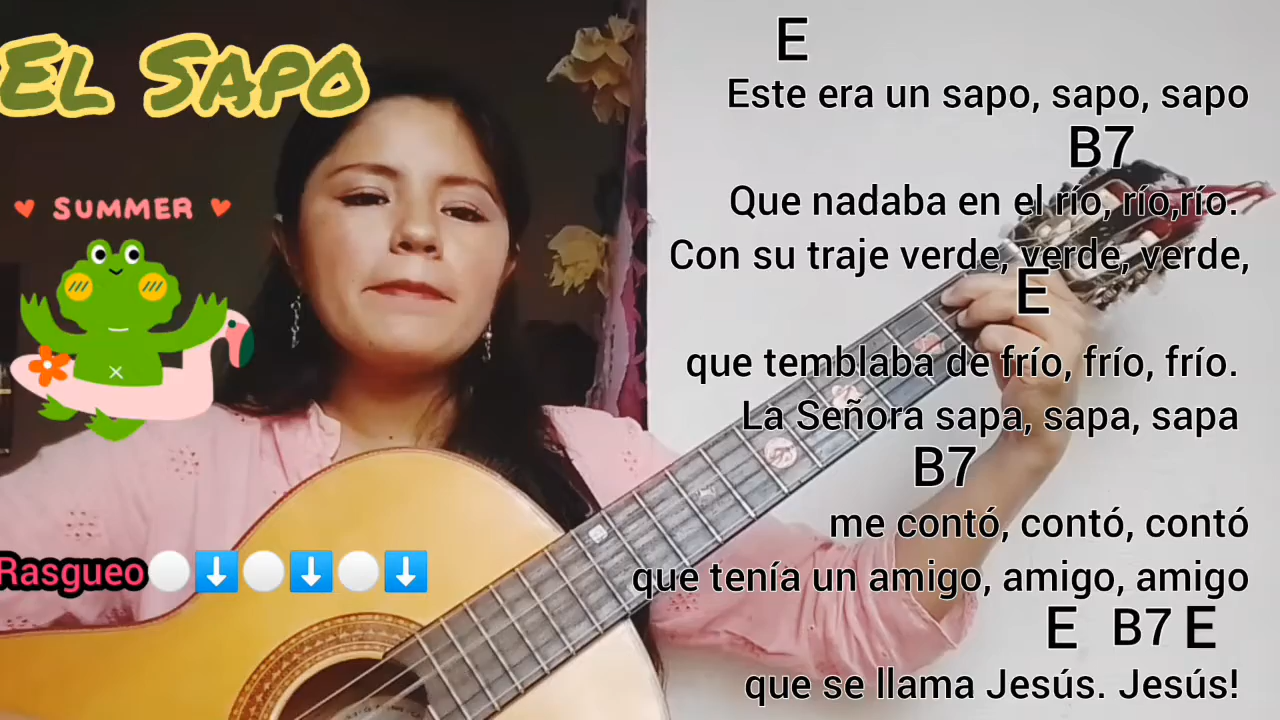 El Sapo
SUMMER
Rasgueo
E
Este era un sapo, sapo, sapo
B7
Que nadaba en el río, río,río.
Con su traje verde, verde, verde,
E
que temblaba de frío, frío, frío.
La Señora sapa, sapa, sapa
B7
me contó, contó, contó
que tenía un amigo, amigo, amigo
E B7 E
que se llama Jesús. Jesús!